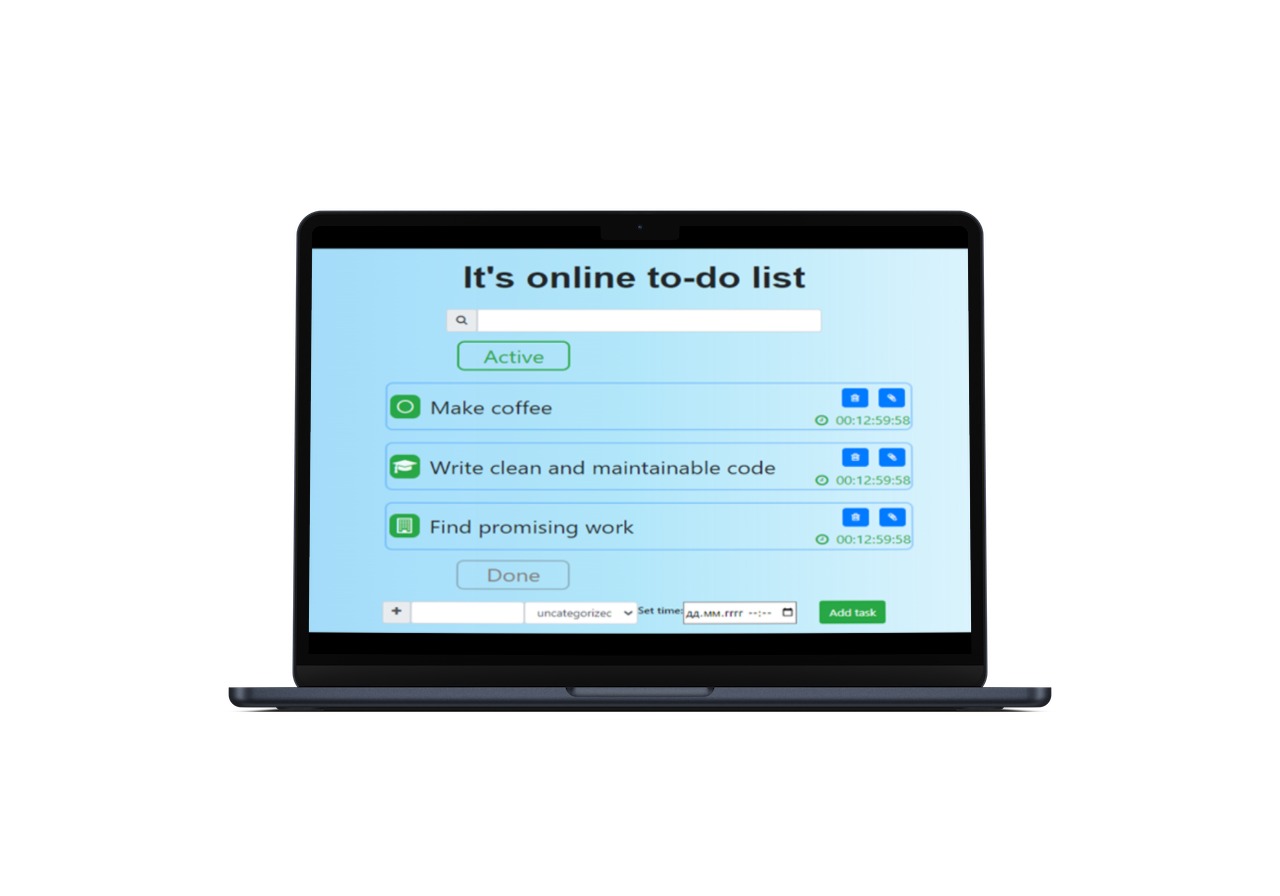 It's online to-do list
Active
Make coffee
00:12:59:58
Write clean and maintainable code
00:12:59:58
Find promising work
00:12:59:58
Done
uncategorizec Set time: дд.мм.гггг --:-- Add task